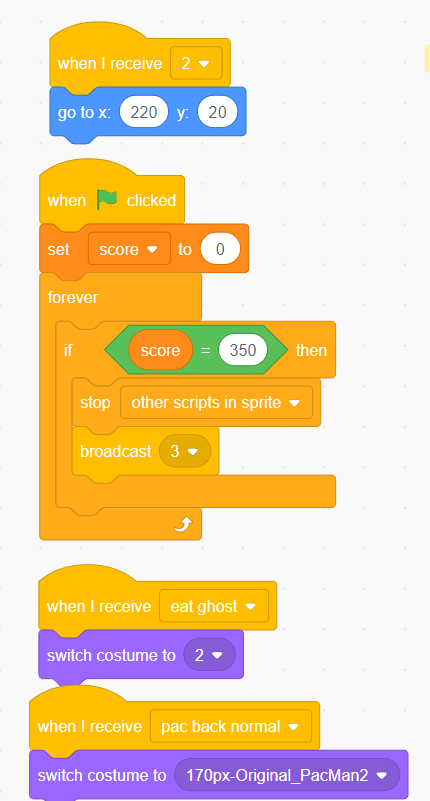 when I receive 2
go to x: 220 y: 20
when clicked
set score to 0
forever
if score = 350 then
stop other scripts in sprite
broadcast 3
when I receive eat ghost
switch costume to 2
when I receive pac back normal
switch costume to 170px-Original_PacMan2